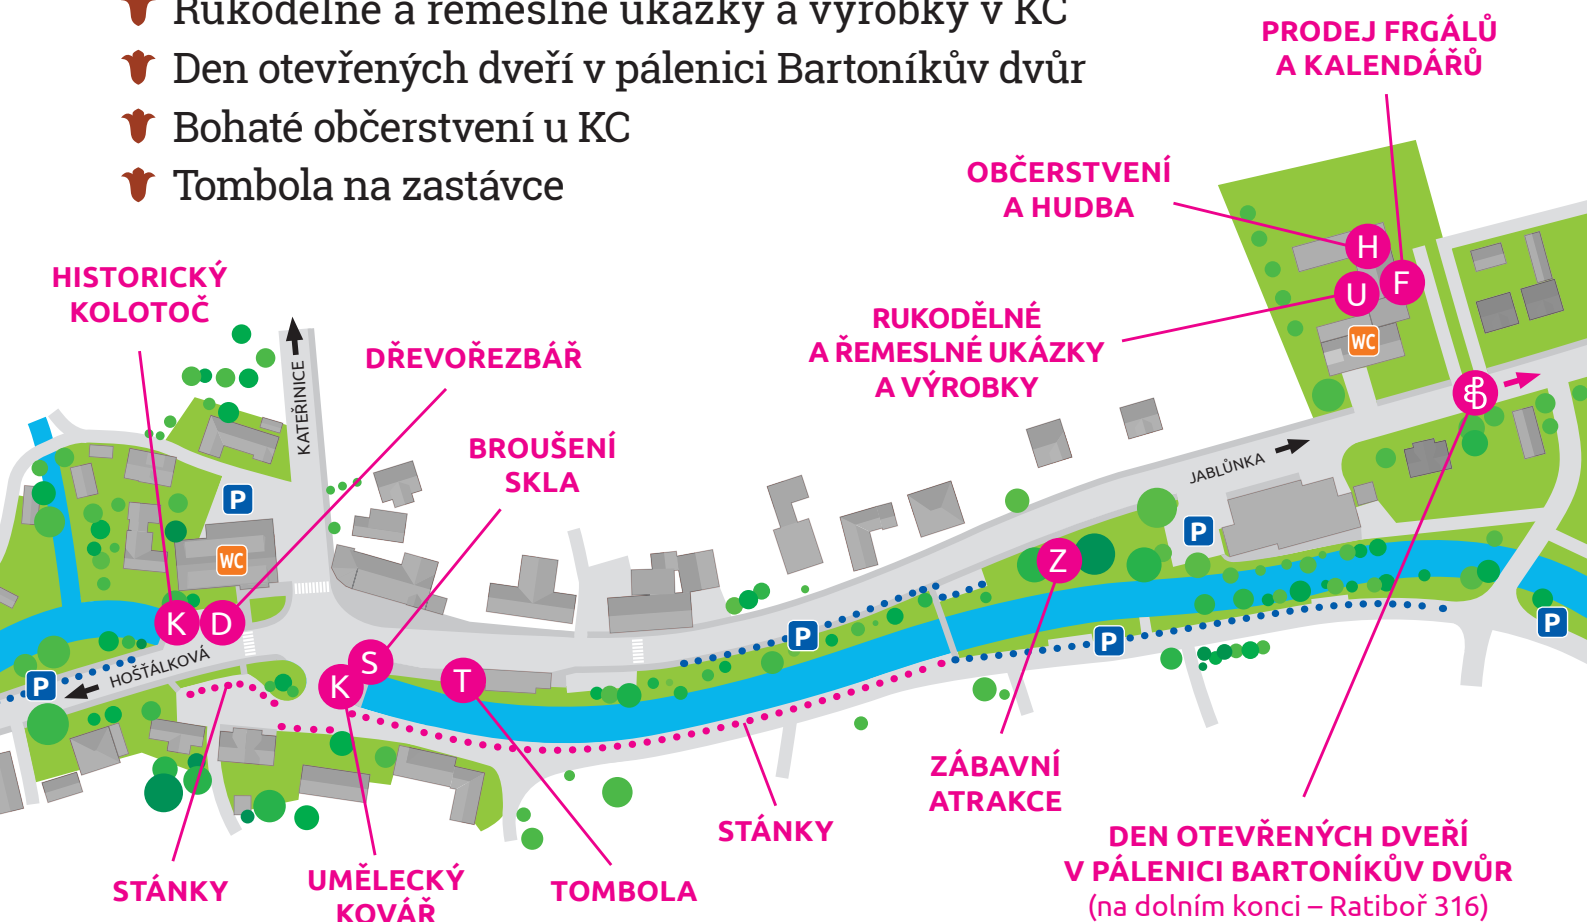 Rukodělné a řemeslné ukázky a výrobky v KC
Den otevřených dveří v pálenici Bartoníkův dvůr
Bohaté občerstvení u KC
Tombola na zastávce
PRODEJ FRGÁLŮ
A KALENDÁŘŮ
OBČERSTVENÍ
A HUDBA
HISTORICKÝ
KOLOTOČ
DŘEVOŘEZBÁŘ
RUKODĚLNÉ
A ŘEMESLNÉ UKÁZKY
A VÝROBKY
BROUŠENÍ
SKLA
KATEŘINICE
H
F
U
WC
JABLŮNKA
P
WC
P
Z
K
D
S
K
T
P
P
P
P
HOŠŤÁLKOVÁ
ZÁBAVNÍ
ATRAKCE
STÁNKY
STÁNKY
UMĚLECKÝ
KOVÁŘ
TOMBOLA
DEN OTEVŘENÝCH DVEŘÍ
V PÁLENICI BARTONÍKŮV DVŮR
(na dolním konci – Ratiboř 316)